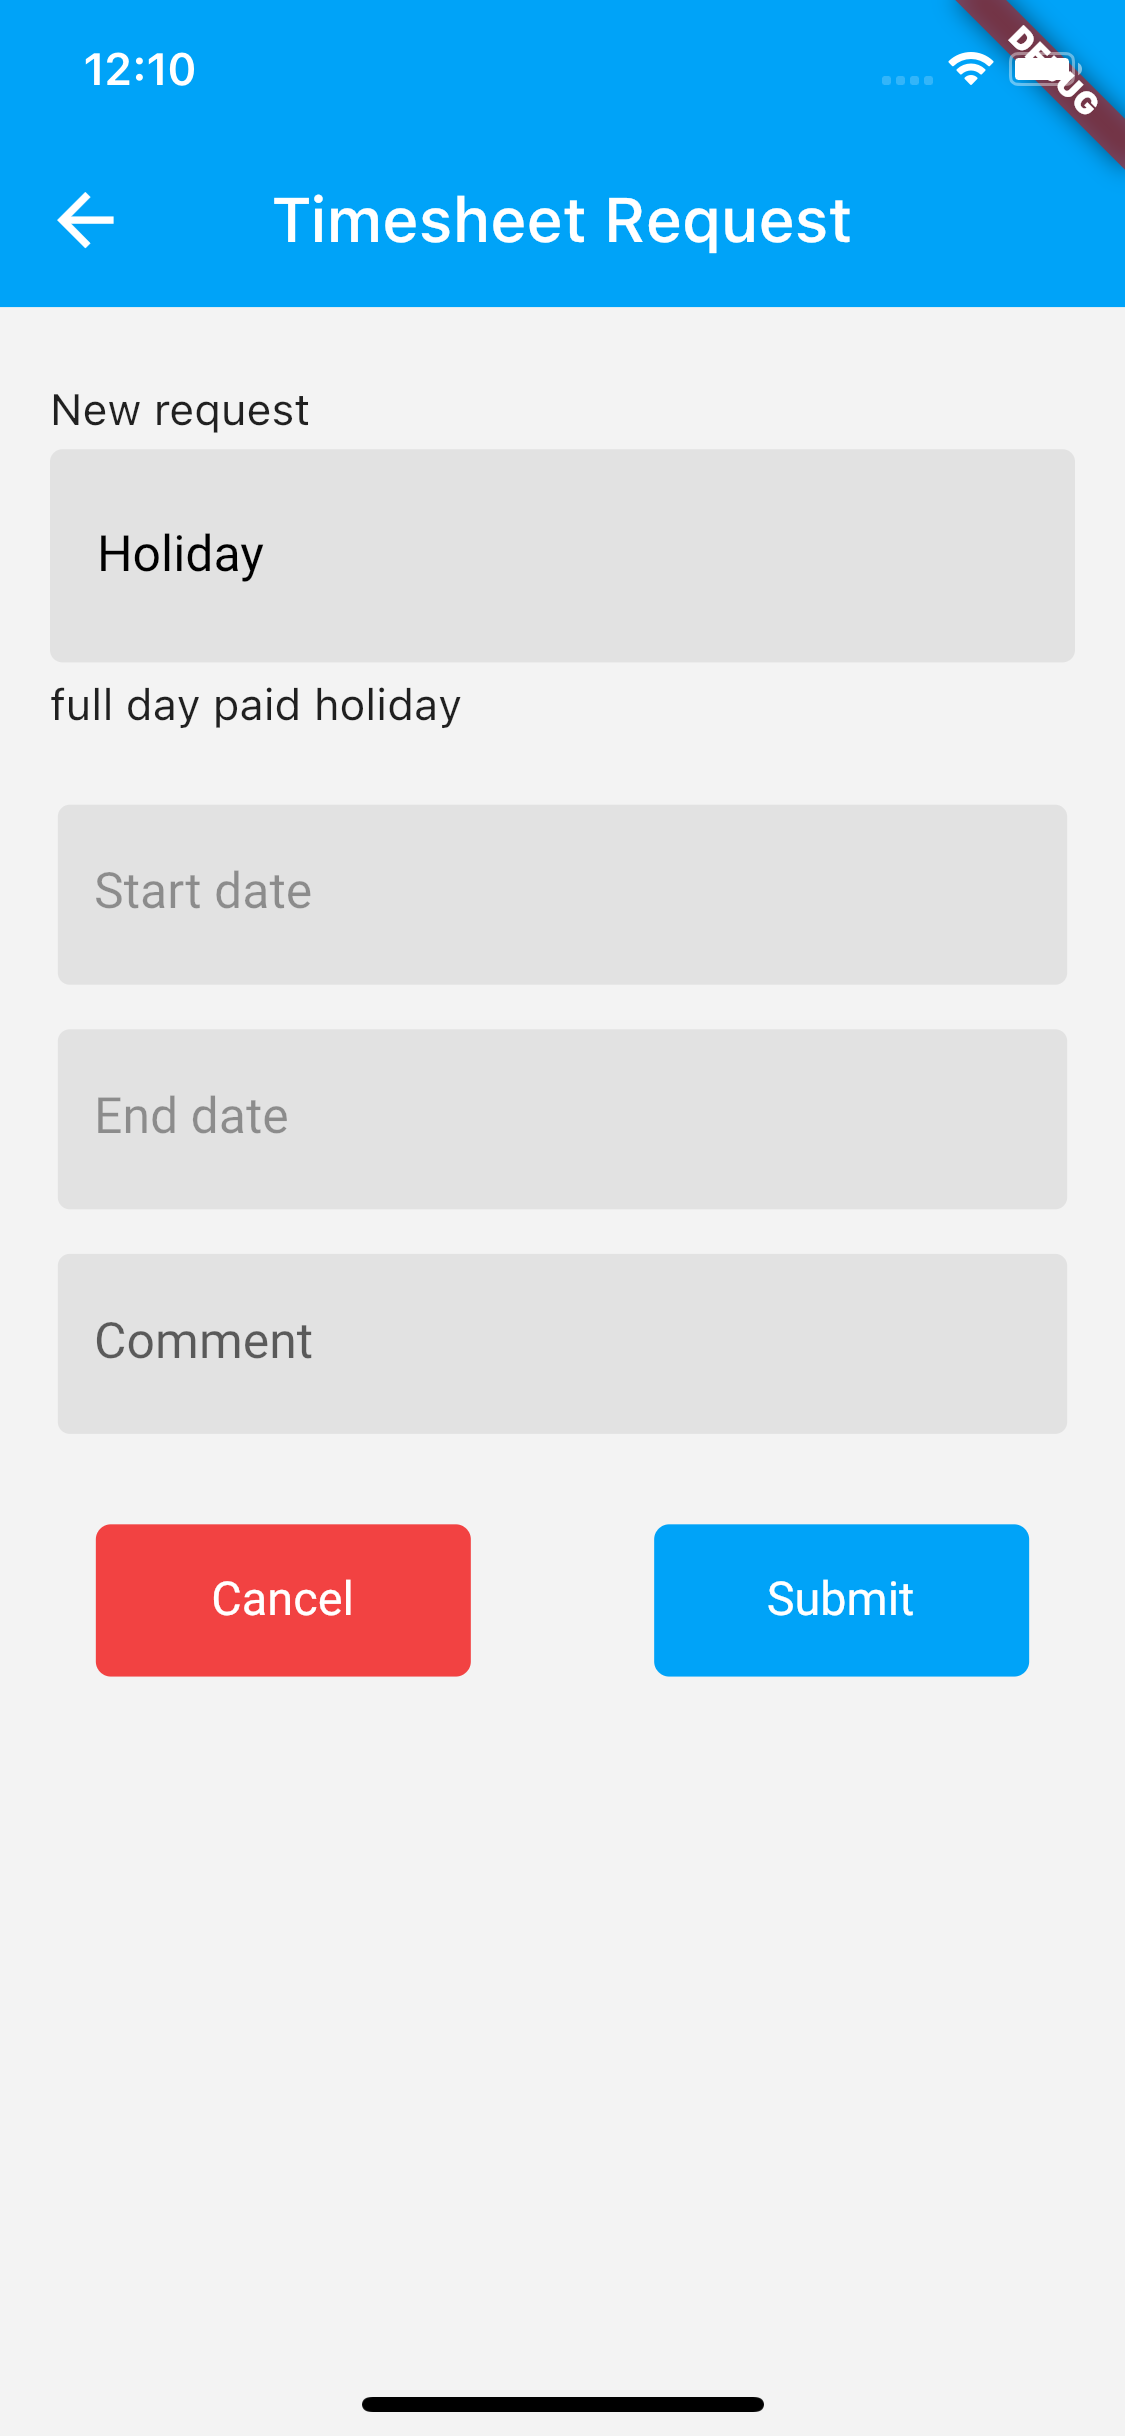 12:10
DEBUG
Timesheet Request
New request
Holiday
full day paid holiday
Start date
End date
Comment
Cancel
Submit